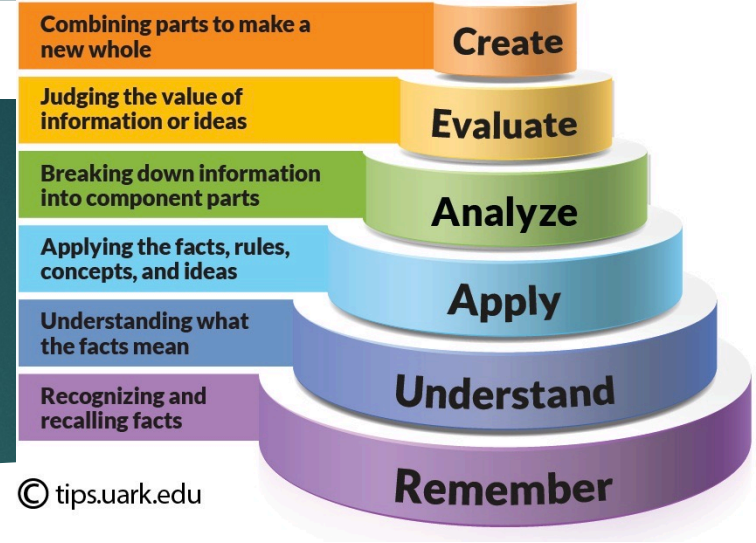 Combining parts to make a
new whole
Create
Judging the value of
information or ideas
Evaluate
Breaking down information
into component parts
Analyze
Applying the facts, rules,
concepts, and ideas
Apply
Understanding what
the facts mean
Understand
Recognizing and
recalling facts
Remember
© tips.uark.edu